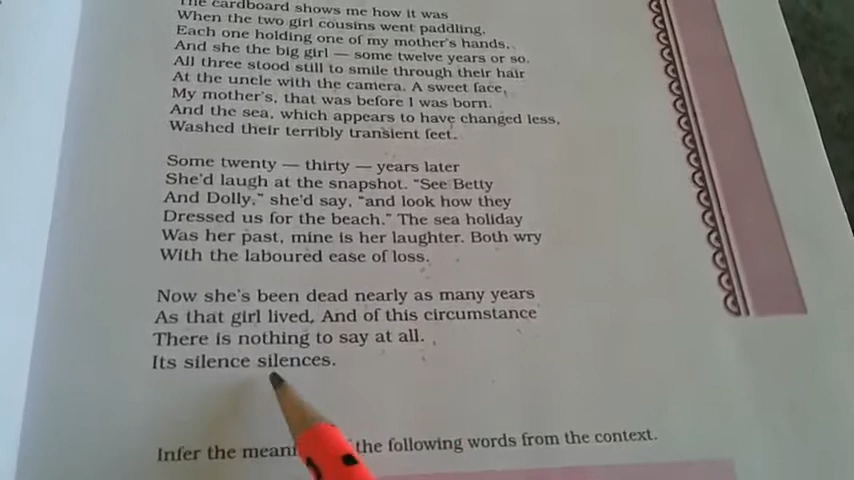 The cardboard shows me how it was
When the two girl cousins went paddling,
Each one holding one of my mother's hands,
And she the big girl — some twelve years or so.
All three stood still to smile through their hair
At the uncle with the camera. A sweet face,
My mother's, that was before I was born.
And the sea, which appears to have changed less,
Washed their terribly transient feet.
Some twenty — thirty — years later
She'd laugh at the snapshot. "See Betty
And Dolly," she'd say, "and look how they
Dressed us for the beach." The sea holiday
Was her past, mine is her laughter. Both wry
With the laboured ease of loss.
Now she's been dead nearly as many years
As that girl lived, And of this circumstance
There is nothing to say at all.
Its silence silences.
Infer the the following words from the context.